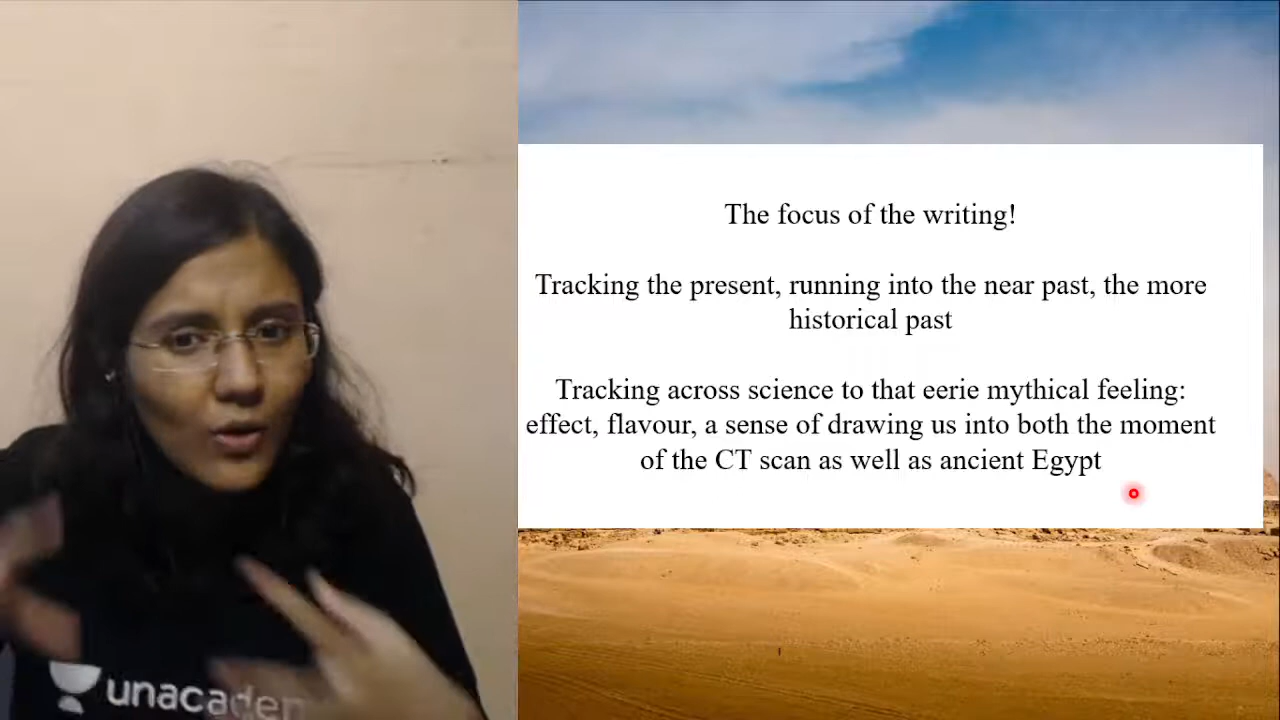 The focus of the writing!
Tracking the present, running into the near past, the more
historical past
Tracking across science to that eerie mythical feeling:
effect, flavour, a sense of drawing us into both the moment
of the CT scan as well as ancient Egypt
unacadem